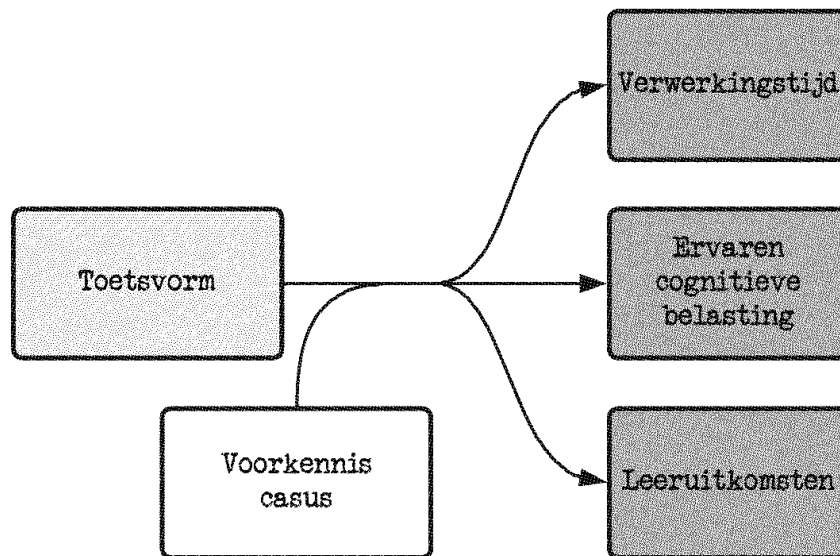 Verwerkingstijd
Toetsvorm
Ervaren
cognitieve
belasting
Voorkennis
casus
Leeruitkomsten